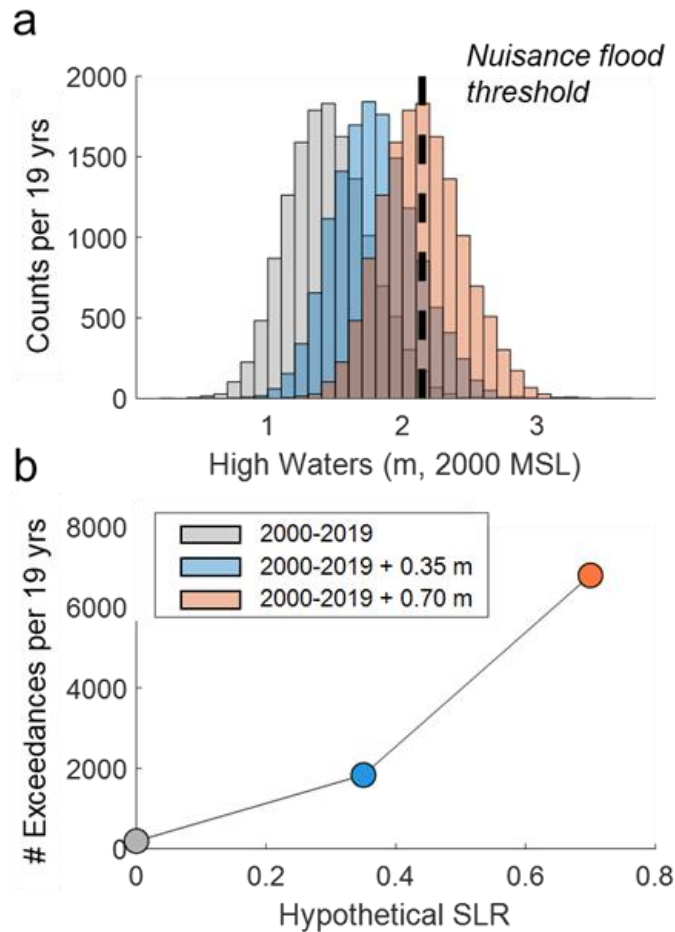 a
Nuisance flood
threshold
2000
1500
1000
500
0
Counts per 19 yrs
1 2 3
High Waters (m, 2000 MSL)
b
8000
6000
4000
2000
0
# Exceedances per 19 yrs
2000-2019
2000-2019 + 0.35 m
2000-2019 + 0.70 m
0 0.2 0.4 0.6 0.8
Hypothetical SLR